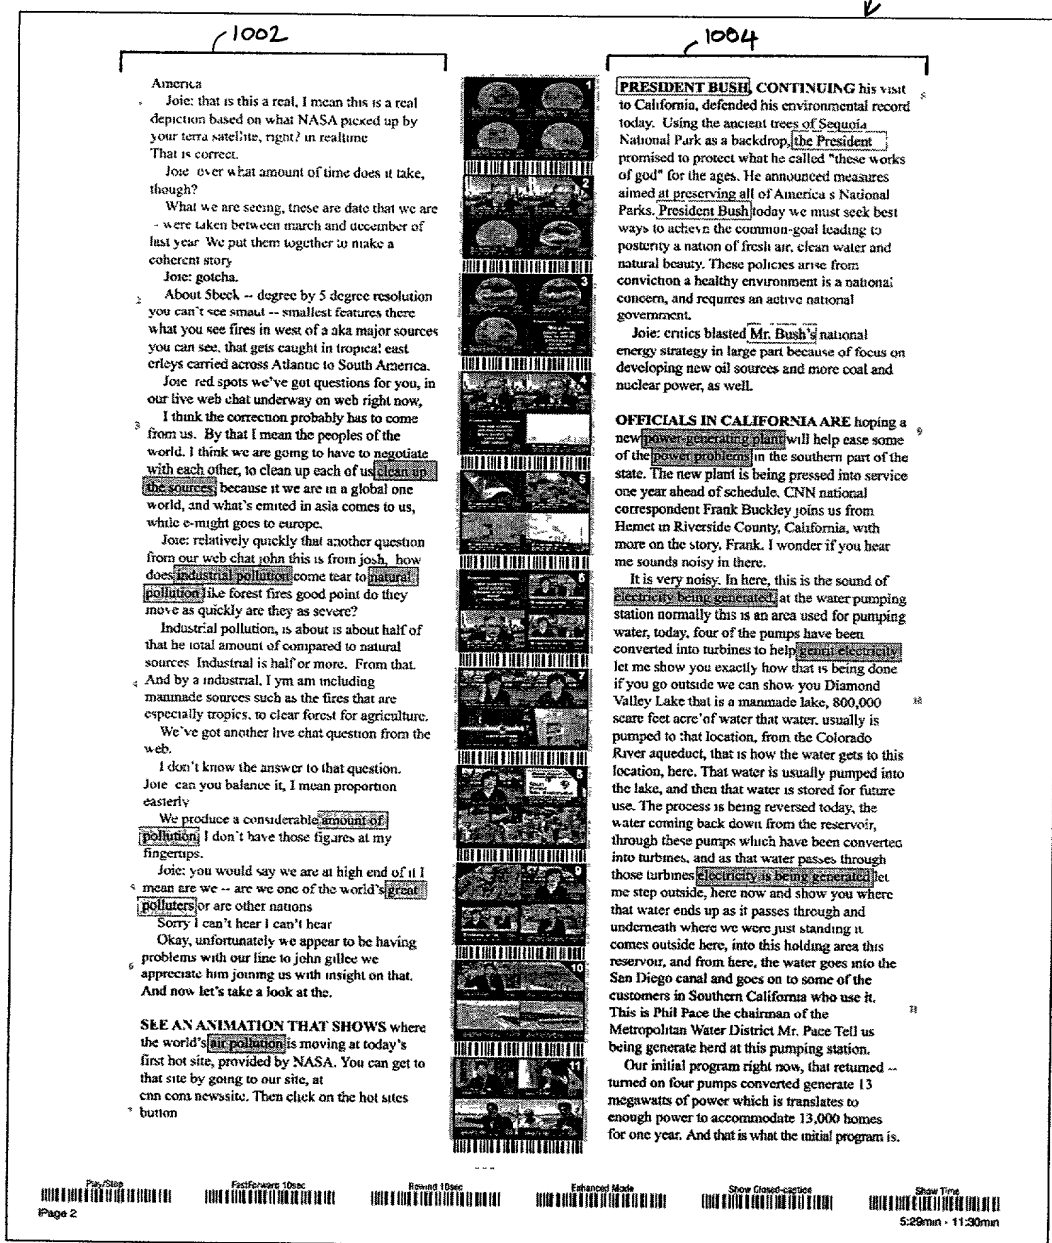 1002
1004
America
Joie: that is this a real, I mean this is a real
depiction based on what NASA picked up by
your terra satellite, right? in realtime
That is correct.
Joie over what amount of time does it take,
though?
What we are seeing, these are date that we are
- were taken between march and december of
last year We put them together to make a
coherent story
Joie: gotcha.
2 About 5beck -- degree by 5 degree resolution
you can't see smaut -- smallest features there
what you see fires in west of a aka major sources
you can see, that gets caught in tropical east
erleys carried across Atlantic to South America.
Joie red spots we've got questions for you, in
our live web chat underway on web right now,
I think the correction probably has to come
3 from us. By that I mean the peoples of the
world. I think we are going to have to negotiate
with each other, to clean up each of us clean up
the sources, because it we are in a global one
world, and what's emited in asia comes to us,
while e-might goes to europe.
Joie: relatively quickly that another question
from our web chat john this is from josh, how
does industrial pollution come tear to natural
pollution like forest fires good point do they
move as quickly are they as severe?
Industrial pollution, is about is about half of
that he total amount of compared to natural
sources Industrial is half or more. From that.
4 And by a industrial, I ym am including
manmade sources such as the fires that are
especially tropics, to clear forest for agriculture.
We've got another live chat question from the
web.
I don't know the answer to that question.
Joie can you balance it, I mean proportion
easterly
We produce a considerable amount of
pollution, I don't have those figures at my
fingertips.
Joie: you would say we are at high end of it I
5 mean are we -- are we one of the world's great
polluters or are other nations
Sorry I can't hear I can't hear
Okay, unfortunately we appear to be having
6 problems with our line to john gillee we
appreciate him joining us with insight on that.
And now let's take a look at the.
SEE AN ANIMATION THAT SHOWS where
the world's air pollution is moving at today's
first hot site, provided by NASA. You can get to
that site by going to our site, at
cnn com newssite. Then click on the hot sites
button
1
2
3
4
5
6
7
8
9
10
11
PRESIDENT BUSH, CONTINUING his visit
to California, defended his environmental record
today. Using the ancient trees of Sequoia
National Park as a backdrop, the President
promised to protect what he called "these works
of god" for the ages. He announced measures
aimed at preserving all of America s National
Parks. President Bush today we must seek best
ways to acheve the common-goal leading to
posterity a nation of fresh air, clean water and
natural beauty. These policies arise from
conviction a healthy environment is a national
concern, and requires an active national
government.
Joie: critics blasted Mr. Bush's national
energy strategy in large part because of focus on
developing new oil sources and more coal and
nuclear power, as well.
OFFICIALS IN CALIFORNIA ARE hoping a
new power-generating plant will help ease some 9
of the power problems in the southern part of the
state. The new plant is being pressed into service
one year ahead of schedule. CNN national
correspondent Frank Buckley joins us from
Hemet in Riverside County, California, with
more on the story, Frank. I wonder if you hear
me sounds noisy in there.
It is very noisy. In here, this is the sound of
electricity being generated, at the water pumping
station normally this is an area used for pumping
water, today, four of the pumps have been
converted into turbines to help genrit electricity
let me show you exactly how that is being done
if you go outside we can show you Diamond
Valley Lake that is a manmade lake, 800,000 10
scare feet acre'of water that water. usually is
pumped to that location, from the Colorado
River aqueduct, that is how the water gets to this
location, here. That water is usually pumped into
the lake, and then that water is stored for future
use. The process is being reversed today, the
water coming back down from the reservoir,
through these pumps which have been converted
into turbines, and as that water passes through
those turbines electricity is being generated let
me step outside, here now and show you where
that water ends up as it passes through and
underneath where we were just standing it
comes outside here, into this holding area this
reservoir, and from here, the water goes into the
San Diego canal and goes on to some of the
customers in Southern California who use it.
This is Phil Pace the chairman of the 11
Metropolitan Water District Mr. Pace Tell us
being generate herd at this pumping station.
Our initial program right now, that returned --
turned on four pumps converted generate 13
megawatts of power which is translates to
enough power to accommodate 13,000 homes
for one year. And that is what the initial program is.
Play/Stop
FastForward 10sec
Rewind 10sec
Enhanced Mode
Show Closed-caption
Show Time
iPage 2
5:29min - 11:30min